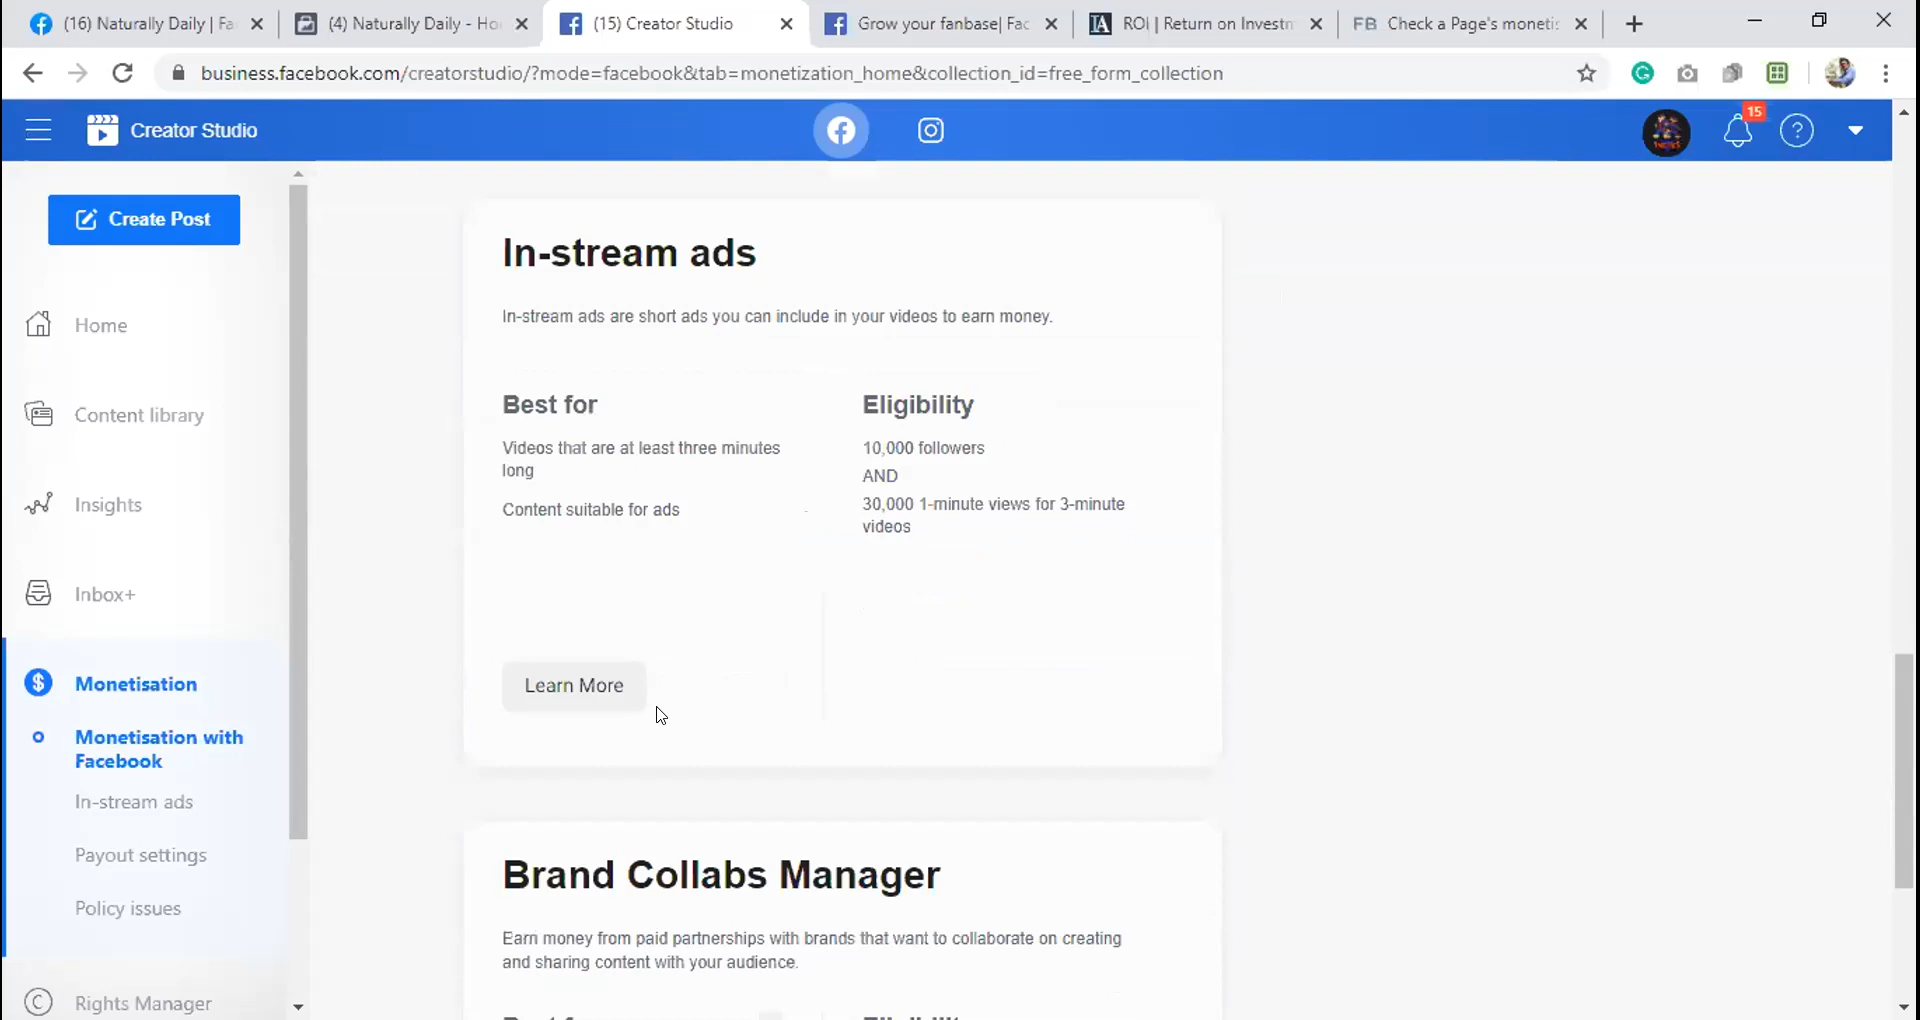 (16) Naturally Daily | Fa
(4) Naturally Daily - Ho
(15) Creator Studio
Grow your fanbase| Fac
IA ROI | Return on Investm
FB Check a Page's monetis
business.facebook.com/creatorstudio/?mode=facebook&tab=monetization_home&collection_id=free_form_collection
Creator Studio
15
Create Post
Home
Content library
Insights
Inbox+
Monetisation
Monetisation with
Facebook
In-stream ads
Payout settings
Policy issues
Rights Manager
In-stream ads
In-stream ads are short ads you can include in your videos to earn money.
Best for
Videos that are at least three minutes
long
Content suitable for ads
Eligibility
10,000 followers
AND
30,000 1-minute views for 3-minute
videos
Learn More
Brand Collabs Manager
Earn money from paid partnerships with brands that want to collaborate on creating
and sharing content with your audience.